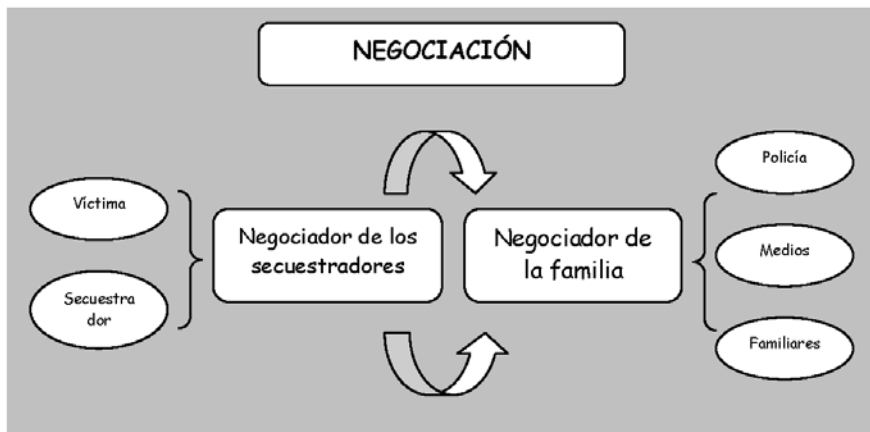 NEGOCIACIÓN
Víctima
Secuestra
dor
Negociador de los
secuestradores
Negociador de
la familia
Policía
Medios
Familiares